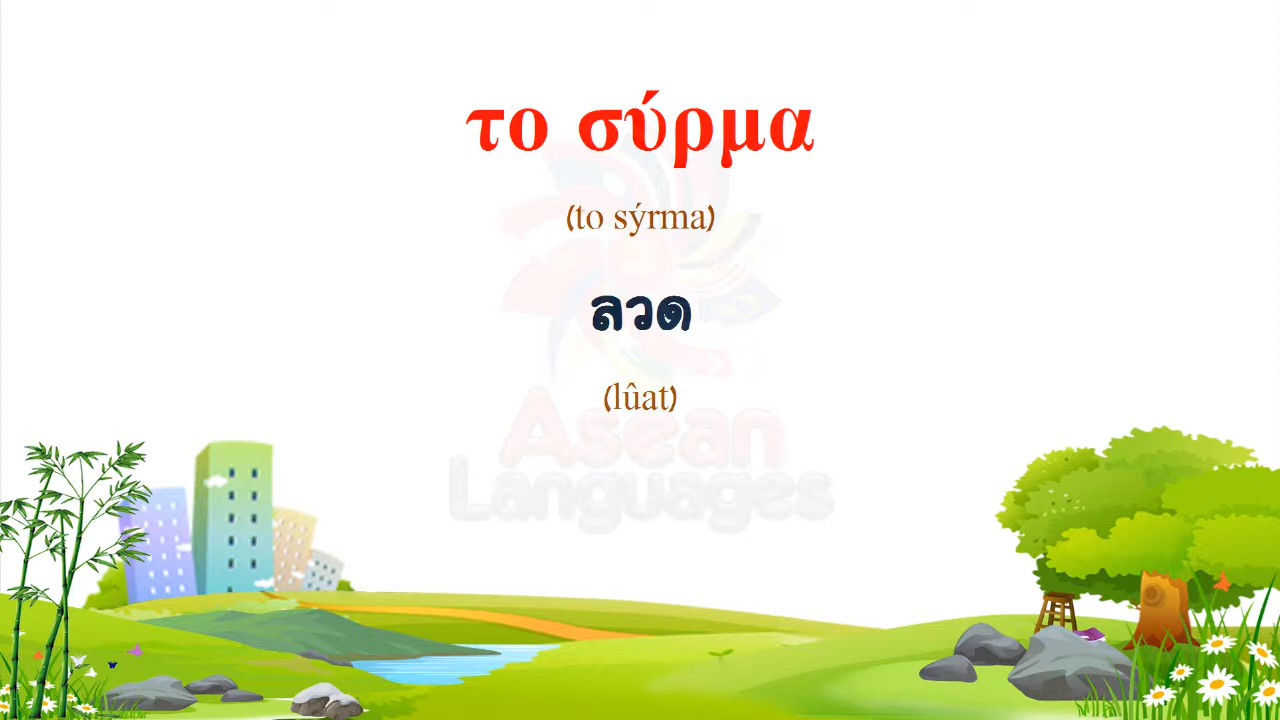 το σύρμα
(to sýrma)
ลวด
(lûat)
Asean
Languages